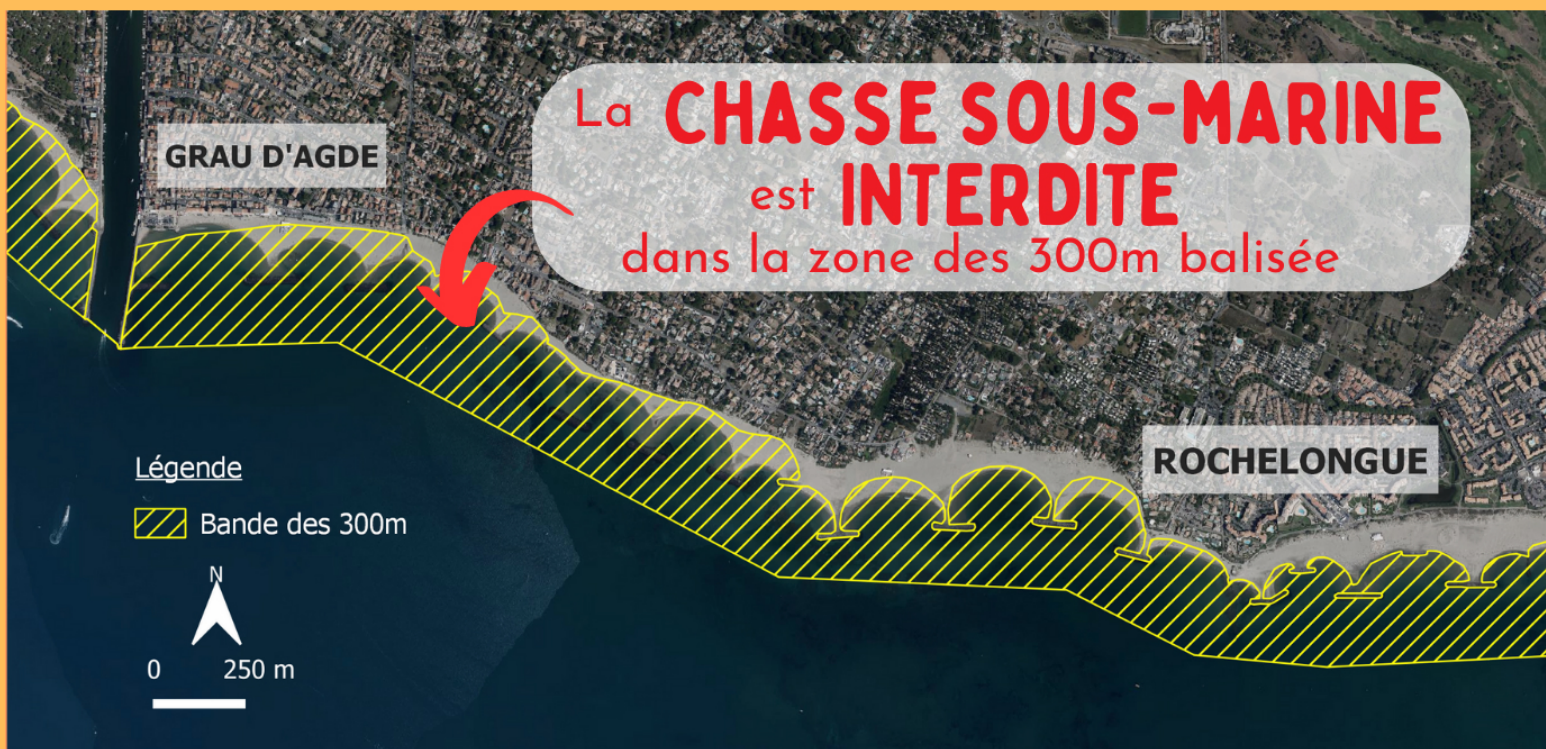 La CHASSE SOUS-MARINE
est INTERDITE
dans la zone des 300m balisée
GRAU D'AGDE
ROCHELONGUE
Légende
Bande des 300m
N
0 250 m